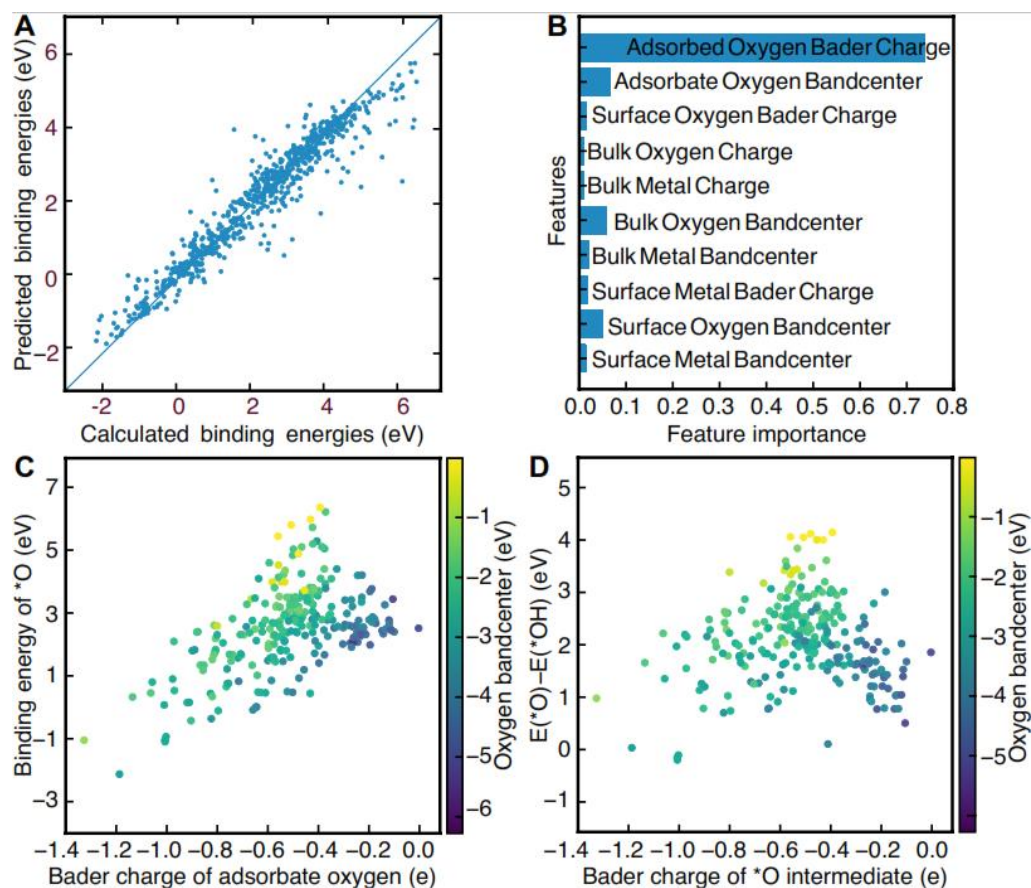 A
Predicted binding energies (eV)
6
4
2
0
−2
-2
0
2
4
6
Calculated binding energies (eV)
B
Features
Adsorbed Oxygen Bader Charge
Adsorbate Oxygen Bandcenter
Surface Oxygen Bader Charge
Bulk Oxygen Charge
Bulk Metal Charge
Bulk Oxygen Bandcenter
Bulk Metal Bandcenter
Surface Metal Bader Charge
Surface Oxygen Bandcenter
Surface Metal Bandcenter
0.0 0.1 0.2 0.3 0.4 0.5 0.6 0.7 0.8
Feature importance
C
Binding energy of *O (eV)
7
5
3
1
−1
−3
−1.4 −1.2 −1.0 −0.8 −0.6 −0.4 −0.2 0.0
Bader charge of adsorbate oxygen (e)
−1
−2
−3
−4
−5
−6
Oxygen bandcenter (eV)
D
E(*O)−E(*OH) (eV)
5
4
3
2
1
0
−1
−1.4 −1.2 −1.0 −0.8 −0.6 −0.4 −0.2 0.0
Bader charge of *O intermediate (e)
−1
−2
−3
−4
−5
Oxygen bandcenter (eV)